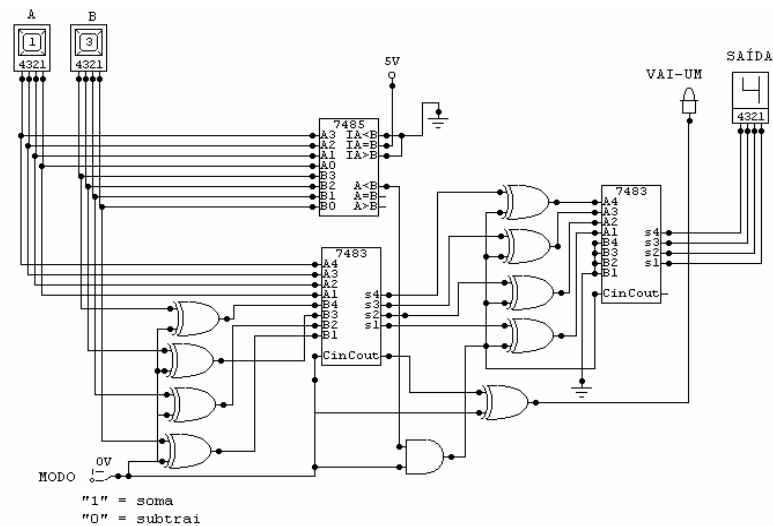 A B
1 3
4321 4321
5V
SAÍDA
VAI-UM
4
4321
7485
A3 IA<B
A2 IA=B
A1 IA>B
A0
B3
B2 A<B
B1 A=B
B0 A>B
7483
A4
A3
A2
A1 s4
B4 s3
B3 s2
B2 s1
B1
CinCout
7483
A4
A3
A2
A1 s4
B4 s3
B3 s2
B2 s1
B1
CinCout
0V
MODO
"1" = soma
"0" = subtrai